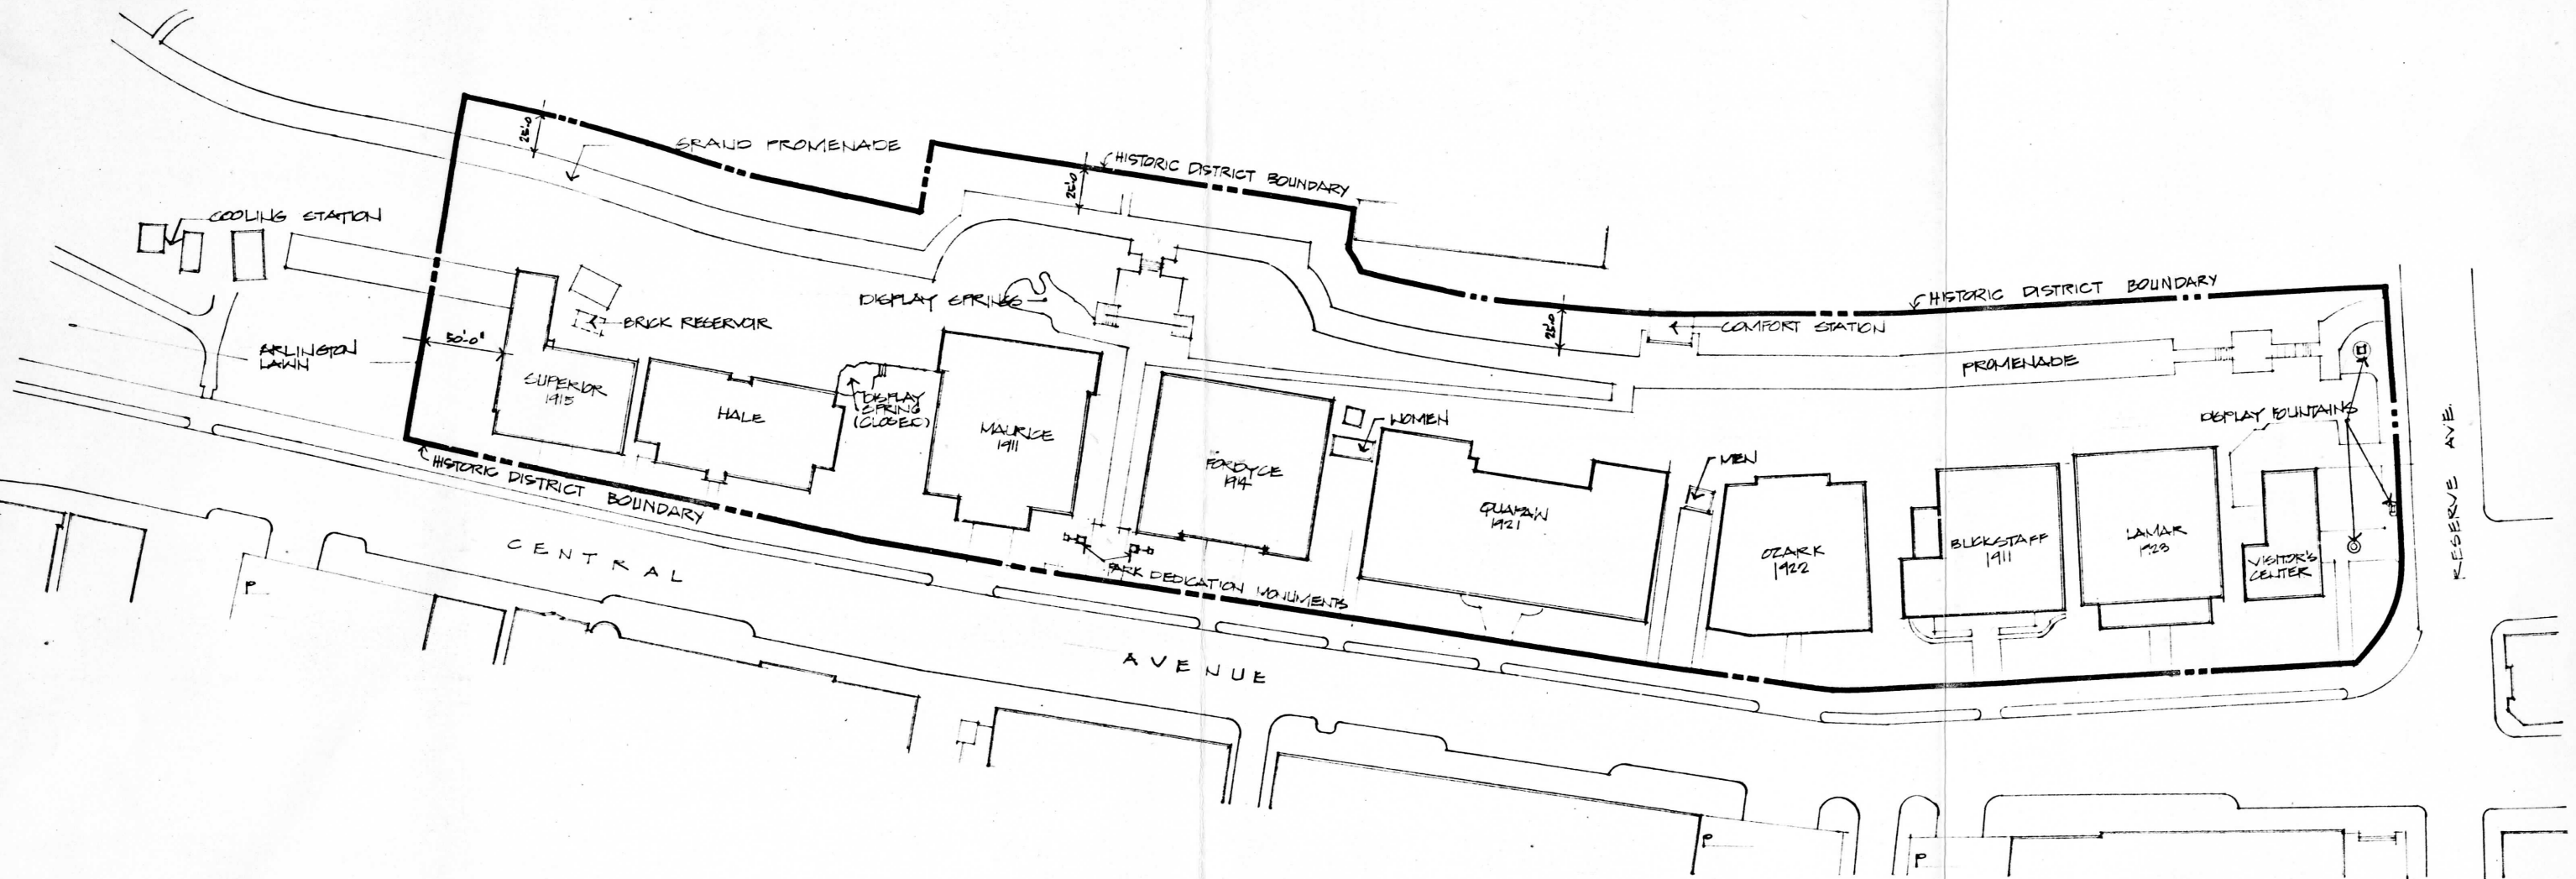 GRAND PROMENADE
25'-0
HISTORIC DISTRICT BOUNDARY
25'-0
COOLING STATION
DISPLAY SPRINGS
BRICK RESERVOIR
HISTORIC DISTRICT BOUNDARY
COMFORT STATION
25'-0
50'-0"
ARLINGTON
LAWN
PROMENADE
SUPERIOR
1915
HALE
DISPLAY
SPRING
(CLOSED)
MAURICE
1911
WOMEN
DISPLAY FOUNTAINS
RESERVE AVE.
FORDYCE
1914
MEN
QUAPAW
1921
HISTORIC DISTRICT BOUNDARY
OZARK
1922
BUCKSTAFF
1911
LAMAR
1923
VISITOR'S
CENTER
PARK DEDICATION MONUMENTS
CENTRAL
AVENUE
P
P
P